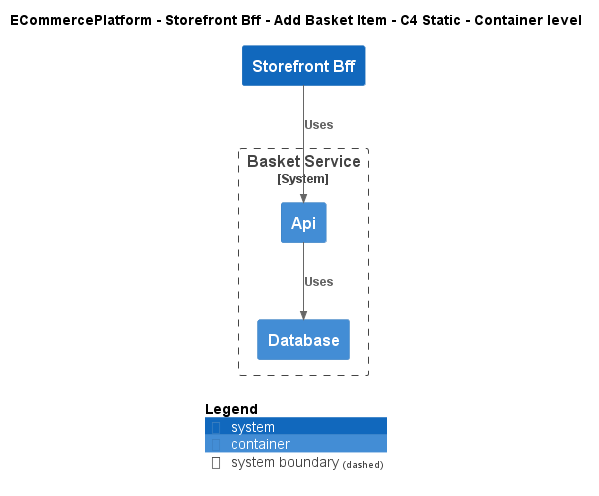 ECommercePlatform - Storefront Bff - Add Basket Item - C4 Static - Container level
Storefront Bff
Uses
Basket Service
[System]
Api
Uses
Database
Legend
system
container
system boundary (dashed)